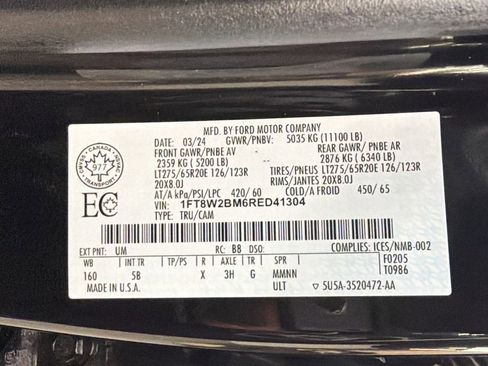 MFD. BY FORD MOTOR COMPANY
DATE: 03/24 GVWR/PNBV: 5035 KG (11100 LB)
FRONT GAWR/PNBE AV - REAR GAWR/ PNBE AR
2359 KG ( 5200 LB) 2876 KG ( 6340 LB)
LT275/65R20E 126/123R TIRES/PNEUS LT275/65R20E 126/123R
20X8.0J RIMS/JANTES 20X8.0J
AT/A kPa/PSI/LPC 420/ 60 COLD/A FROID 450/ 65
VIN: 1FT8W2BM6RED41304
TYPE: TRU/CAM
CANADA
977
TRANSPORT
EC
EXT PNT: UM RC: B8 DSO: COMPLIES: ICES/NMB-002
WB INT TR TP/PS R AXLE TR SPR F0205
160 5B X 3H G MMNN T0986
MADE IN U.S.A. ULT 5U5A-3520472-AA